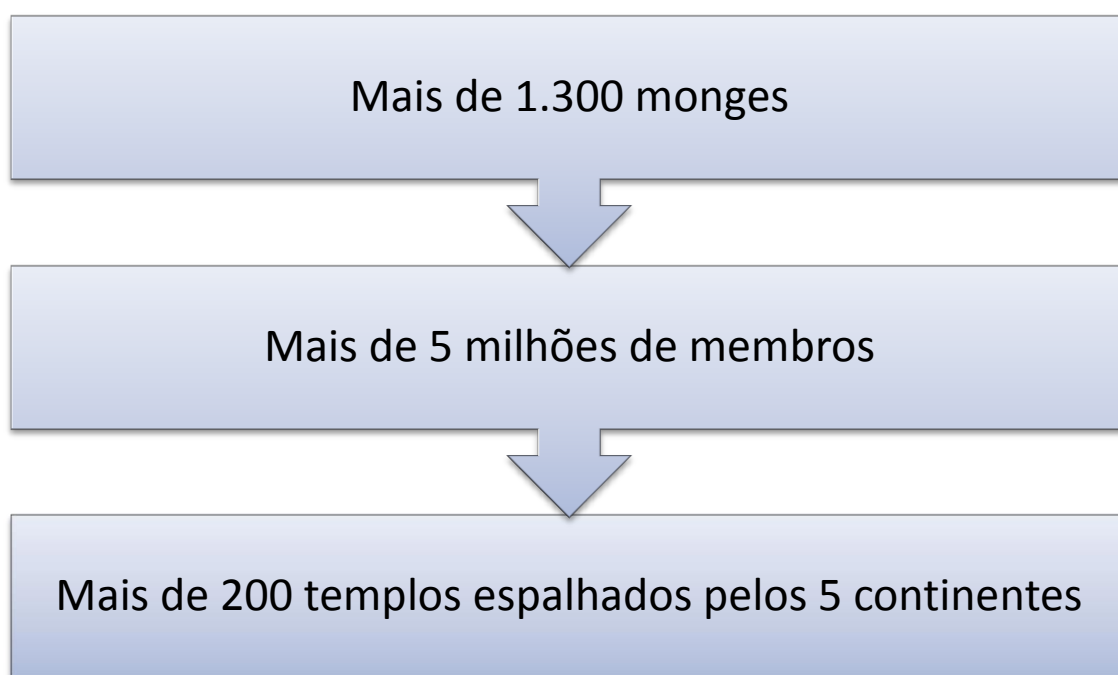 Mais de 1.300 monges
Mais de 5 milhões de membros
Mais de 200 templos espalhados pelos 5 continentes